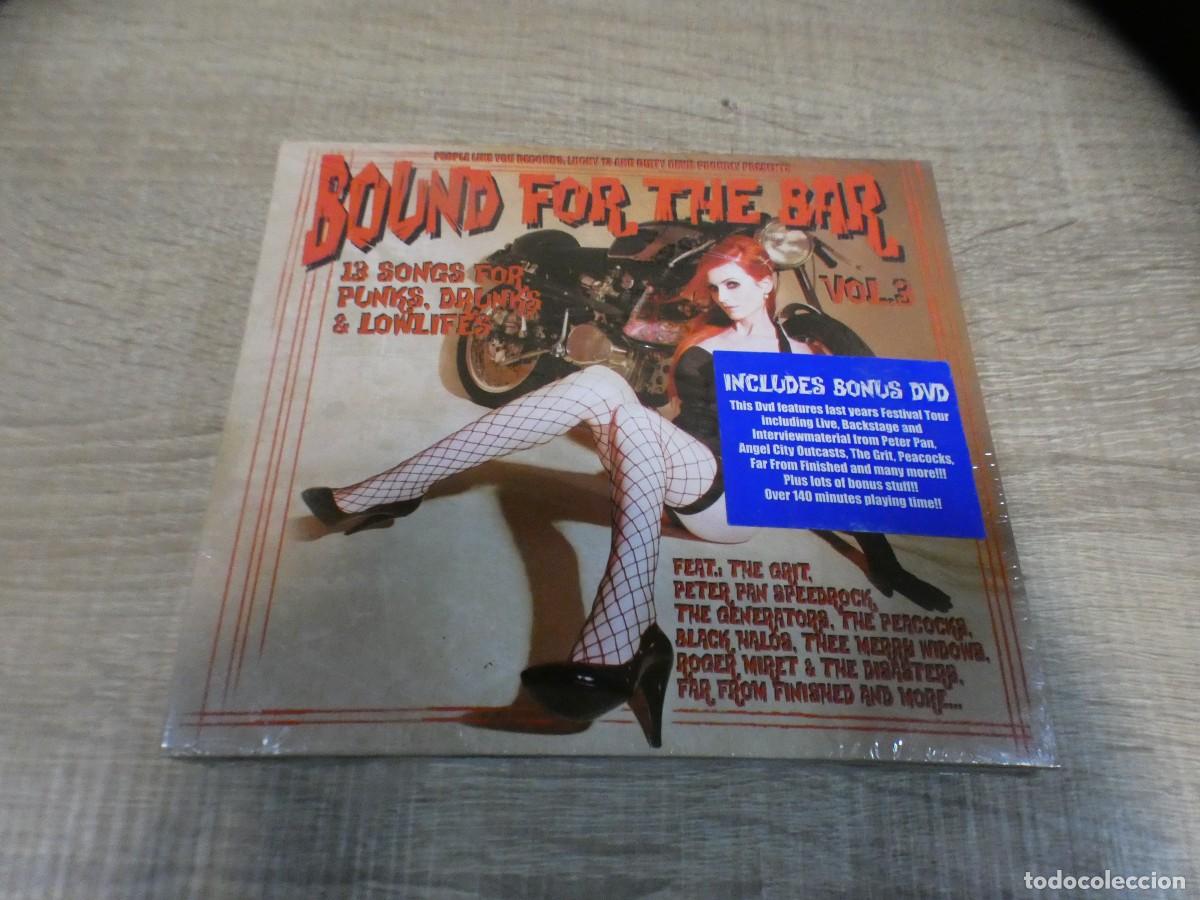 PEOPLE LIKE YOU RECORDS, LUCKY 13 AND DIRTY DEVIL PROUDLY PRESENTS
BOUND FOR THE BAR
VOL.3
13 SONGS FOR
PUNKS, DRUNKS
& LOWLIFES
INCLUDES BONUS DVD
This Dvd features last years Festival Tour
including Live, Backstage and
Interviewmaterial from Peter Pan,
Angel City Outcasts, The Grit, Peacocks,
Far From Finished and many more!!!
Plus lots of bonus stuff!!
Over 140 minutes playing time!!
FEAT.: THE GRIT,
PETER PAN SPEEDROCK,
THE GENERATORS, THE PEACOCKS,
BLACK HALOS, THEE MERRY WIDOWS,
ROGER MIRET & THE DISASTERS,
FAR FROM FINISHED AND MORE....
todocoleccion